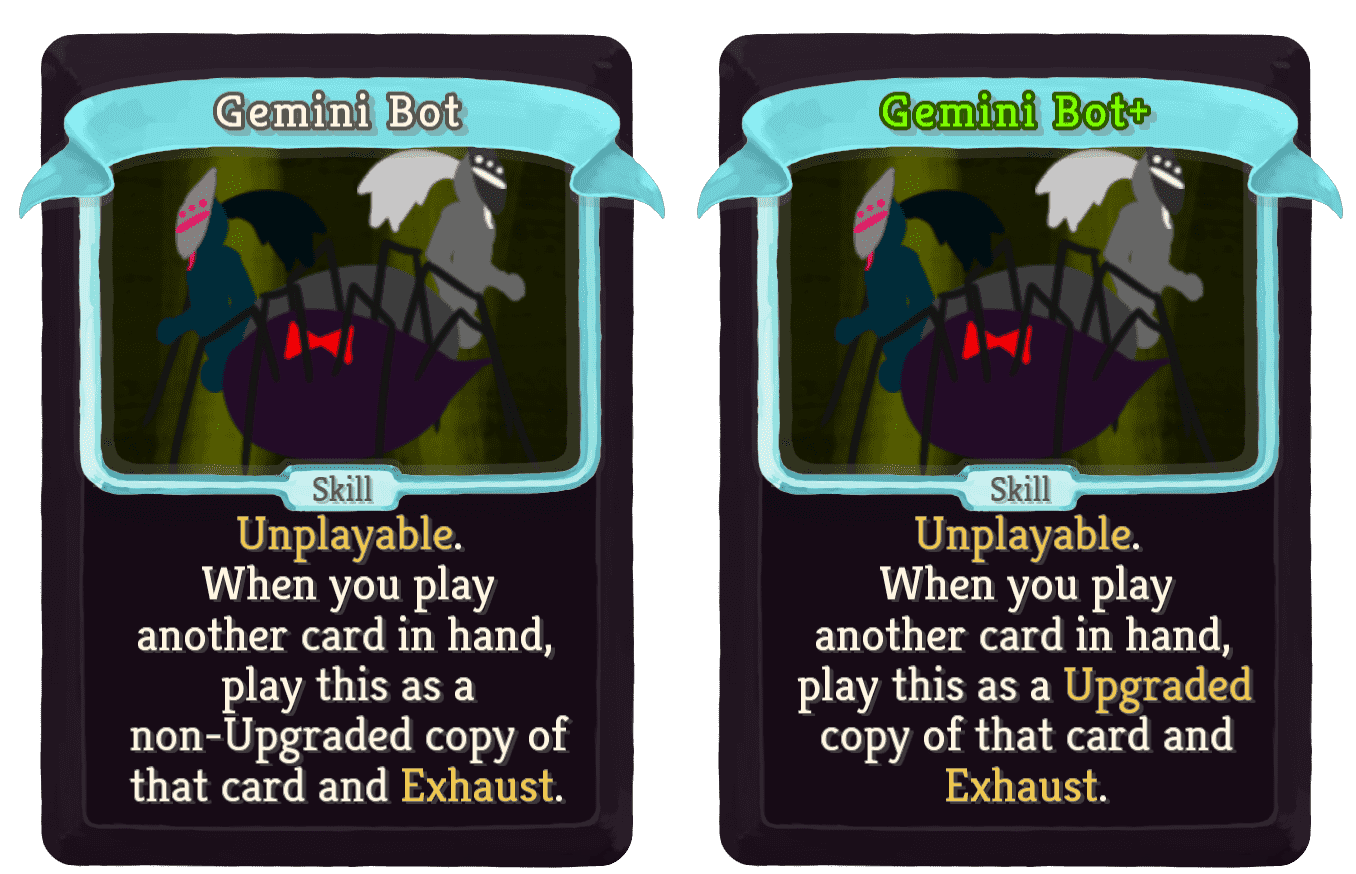 Gemini Bot
Skill
Unplayable.
When you play
another card in hand,
play this as a
non-Upgraded copy of
that card and Exhaust.
Gemini Bot+
Skill
Unplayable.
When you play
another card in hand,
play this as a Upgraded
copy of that card and
Exhaust.